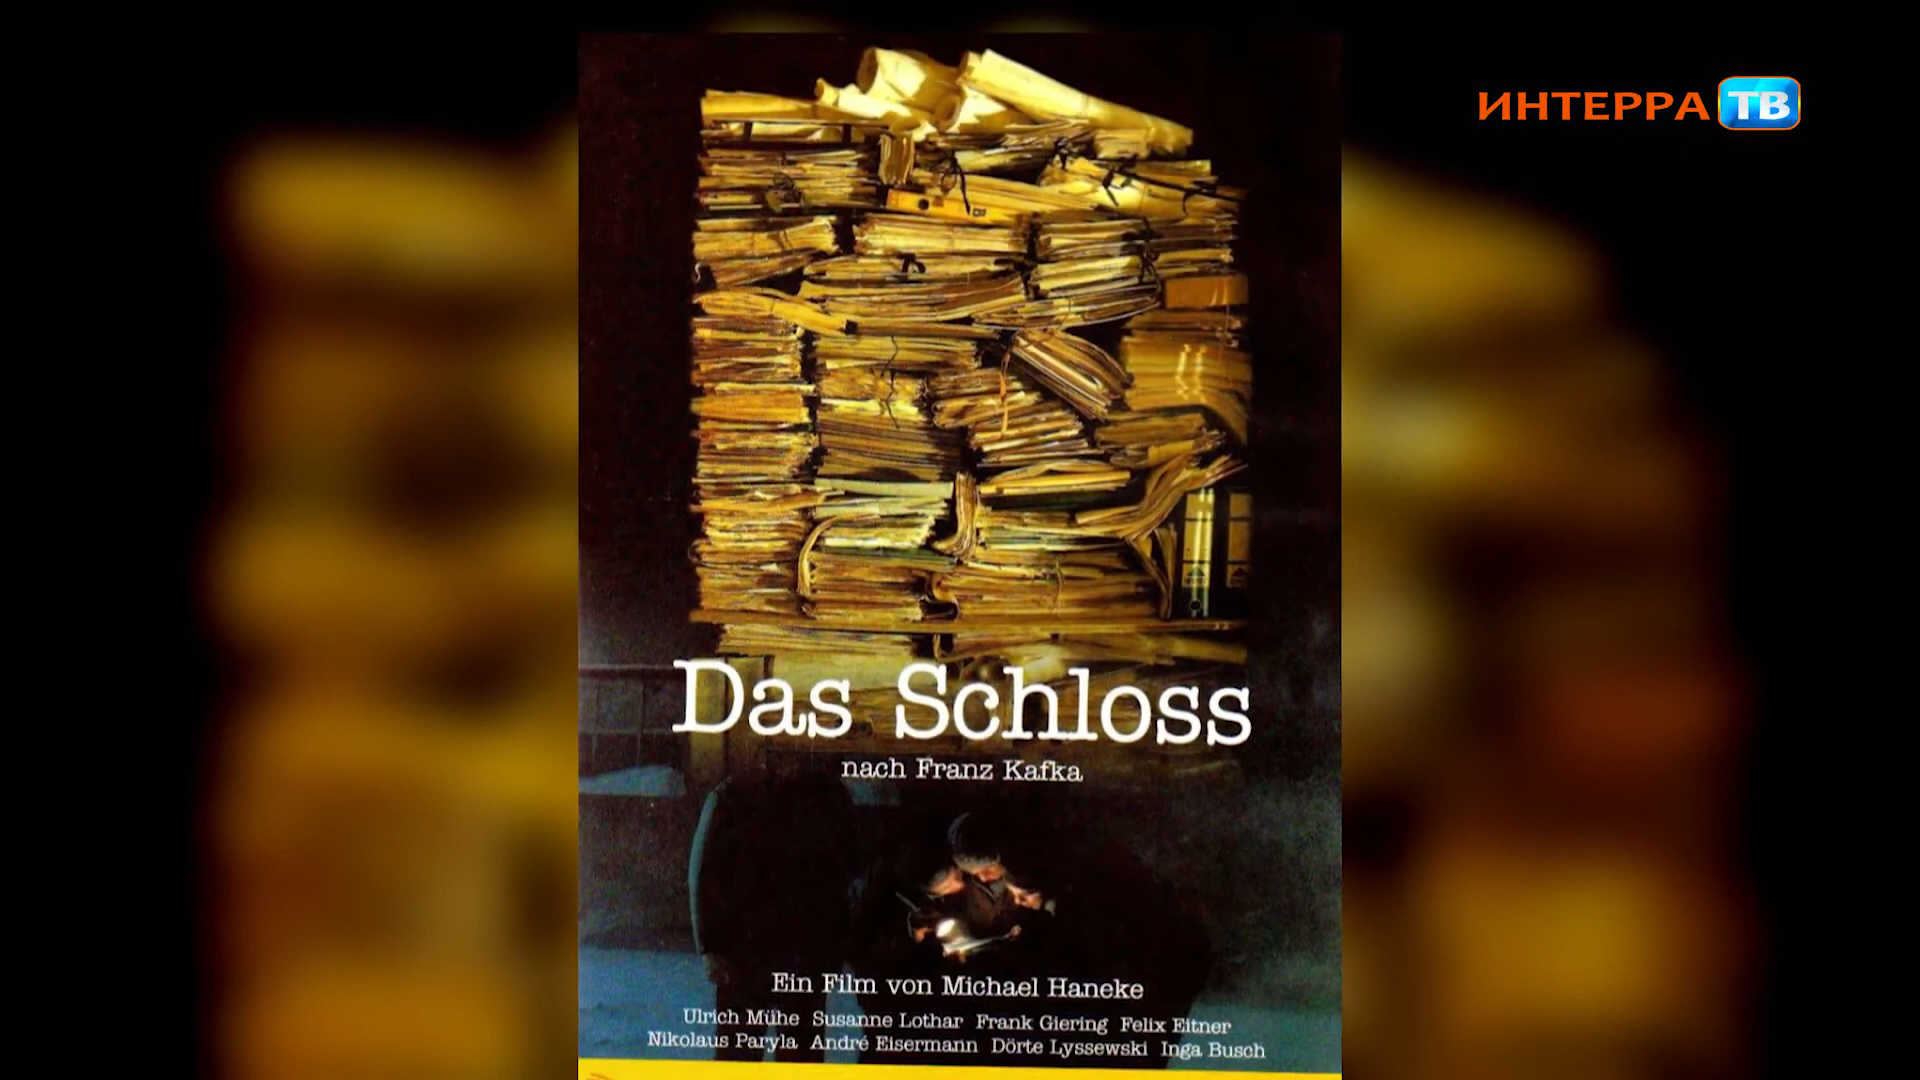 ИНТЕРРА ТВ
Das Schloss
nach Franz Kafka
Ein Film von Michael Haneke
Ulrich Mühe Susanne Lothar Frank Giering Felix Eitner
Nikolaus Paryla André Eisermann Dörte Lyssewski Inga Busch